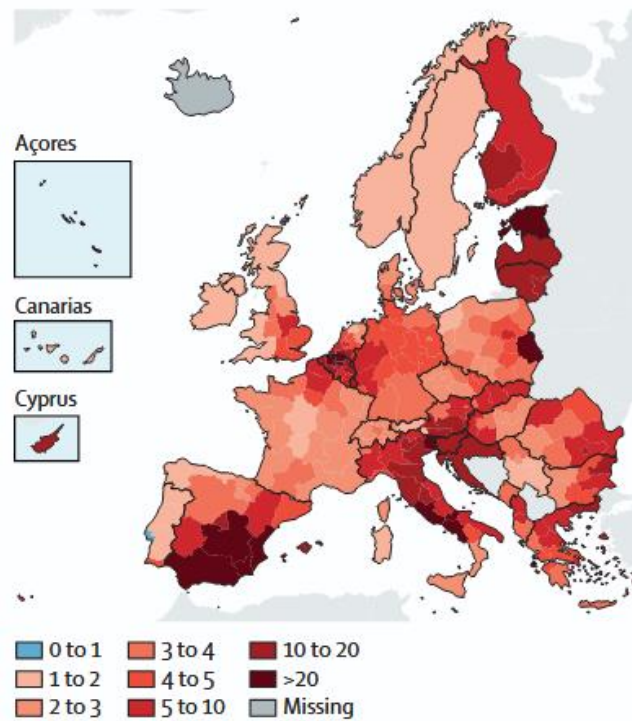 Açores
Canarias
Cyprus
0 to 1
3 to 4
10 to 20
1 to 2
4 to 5
>20
2 to 3
5 to 10
Missing